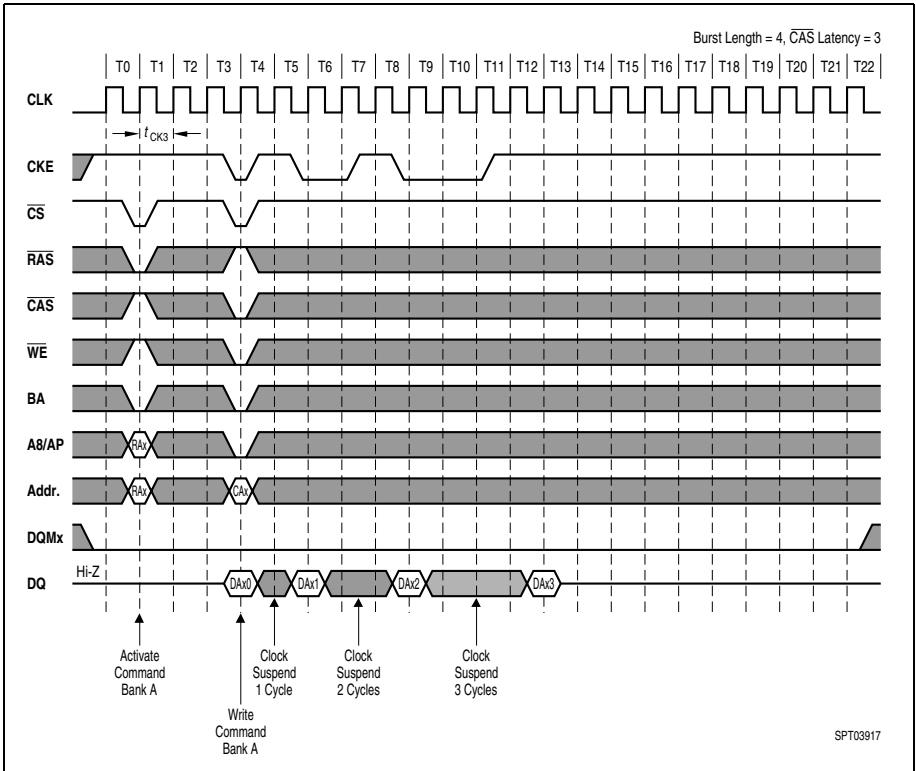 Burst Length = 4, CAS Latency = 3
T0 T1 T2 T3 T4 T5 T6 T7 T8 T9 T10 T11 T12 T13 T14 T15 T16 T17 T18 T19 T20 T21 T22
CLK
t CK3
CKE
CS
RAS
CAS
WE
BA
A8/AP RAx
Addr. RAx CAx
DQMx
DQ Hi-Z DAx0 DAx1 DAx2 DAx3
Activate
Command
Bank A
Write
Command
Bank A
Clock
Suspend
1 Cycle
Clock
Suspend
2 Cycles
Clock
Suspend
3 Cycles
SPT03917